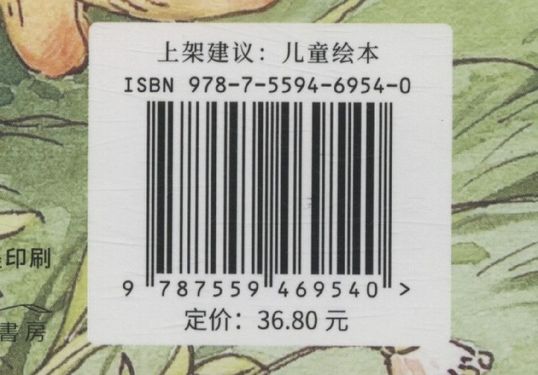 上架建议：儿童绘本
ISBN 978-7-5594-6954-0
9 787559 469540 >
定价：36.80 元
印刷
書房